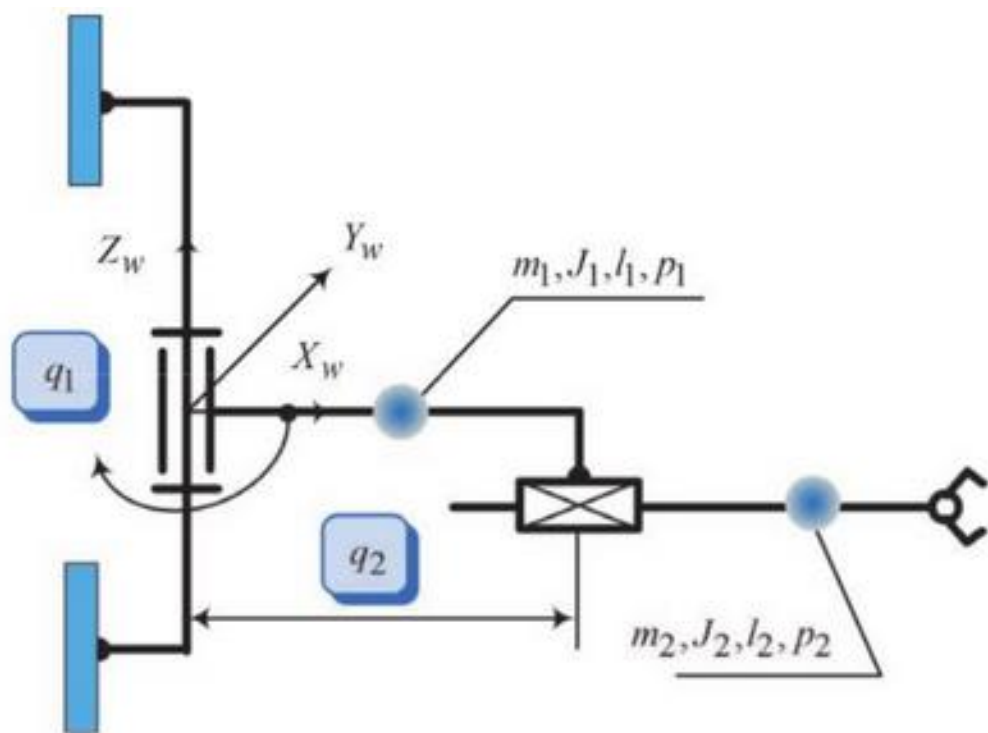 Z_w
Y_w
m_1, J_1, l_1, p_1
q_1
X_w
q_2
m_2, J_2, l_2, p_2